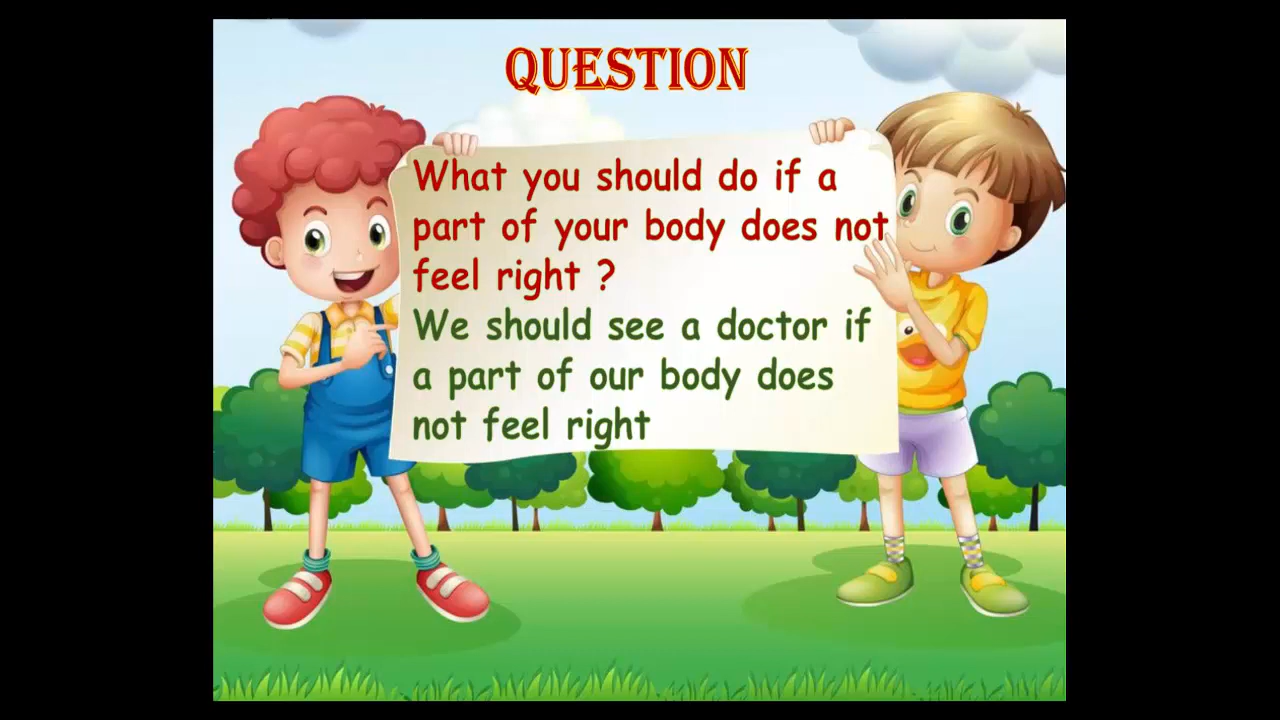 QUESTION
What you should do if a
part of your body does not
feel right ?
We should see a doctor if
a part of our body does
not feel right